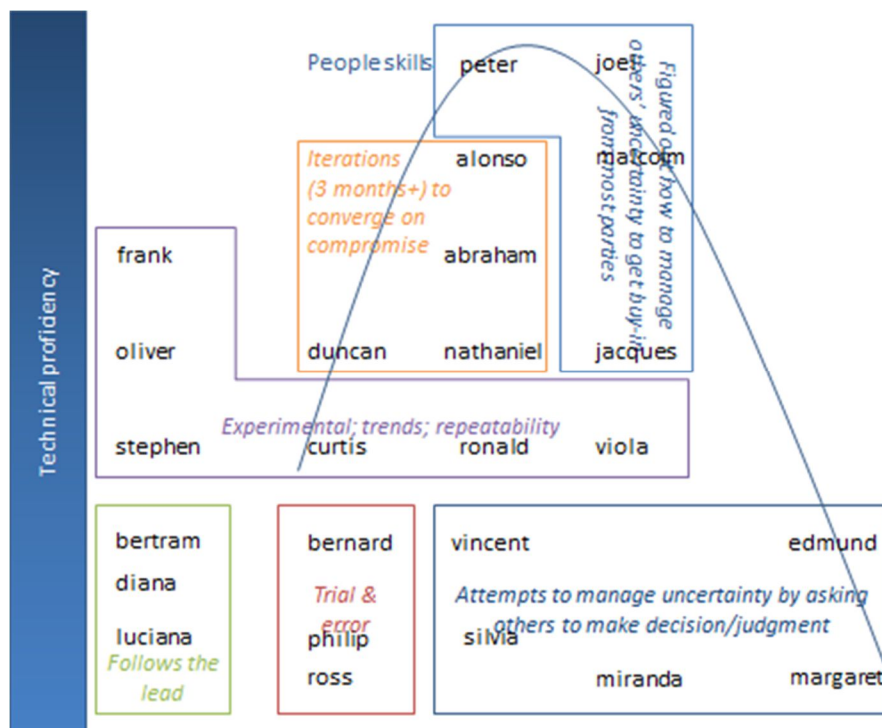 Technical profidency
People skills
peter
joel
Figured out how to manage
others' uncertainty to get buy-in
from most parties
Iterations
(3 months+) to
converge on
compromise
alonso
malcolm
frank
abraham
oliver
duncan
nathaniel
jacques
Experimental; trends; repeatability
stephen
curtis
ronald
viola
bertram
diana
luciana
Follows the
lead
bernard
Trial &
error
philip
ross
vincent
edmund
Attempts to manage uncertainty by asking
others to make decision/judgment
silvia
miranda
margaret